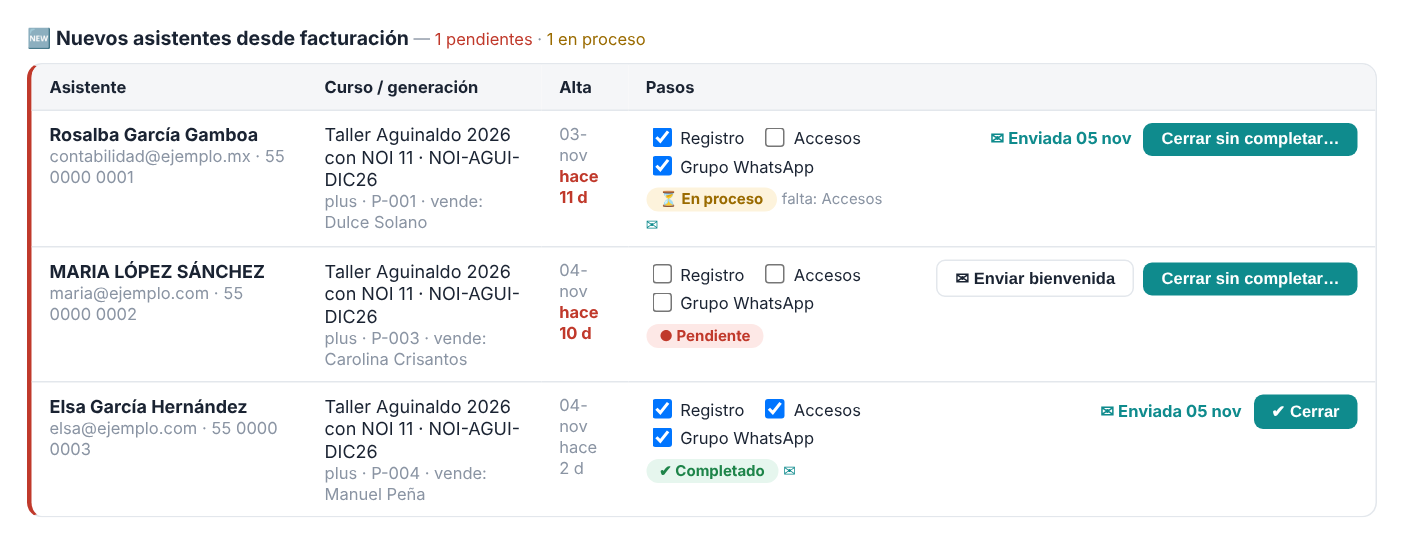 🆕 Nuevos asistentes desde facturación — 1 pendientes · 1 en proceso
Asistente Curso / generación Alta Pasos
Rosalba García Gamboa
contabilidad@ejemplo.mx · 55
0000 0001
Taller Aguinaldo 2026
con NOI 11 · NOI-AGUI-
DIC26
plus · P-001 · vende:
Dulce Solano
03-
nov
hace
11 d
Registro Accesos
Grupo WhatsApp
⏳ En proceso falta: Accesos
✉
✉ Enviada 05 nov Cerrar sin completar…
MARIA LÓPEZ SÁNCHEZ
maria@ejemplo.com · 55
0000 0002
Taller Aguinaldo 2026
con NOI 11 · NOI-AGUI-
DIC26
plus · P-003 · vende:
Carolina Crisantos
04-
nov
hace
10 d
Registro Accesos
Grupo WhatsApp
● Pendiente
✉ Enviar bienvenida Cerrar sin completar…
Elsa García Hernández
elsa@ejemplo.com · 55 0000
0003
Taller Aguinaldo 2026
con NOI 11 · NOI-AGUI-
DIC26
plus · P-004 · vende:
Manuel Peña
04-
nov
hace
2 d
Registro Accesos
Grupo WhatsApp
✔ Completado ✉
✉ Enviada 05 nov ✔ Cerrar